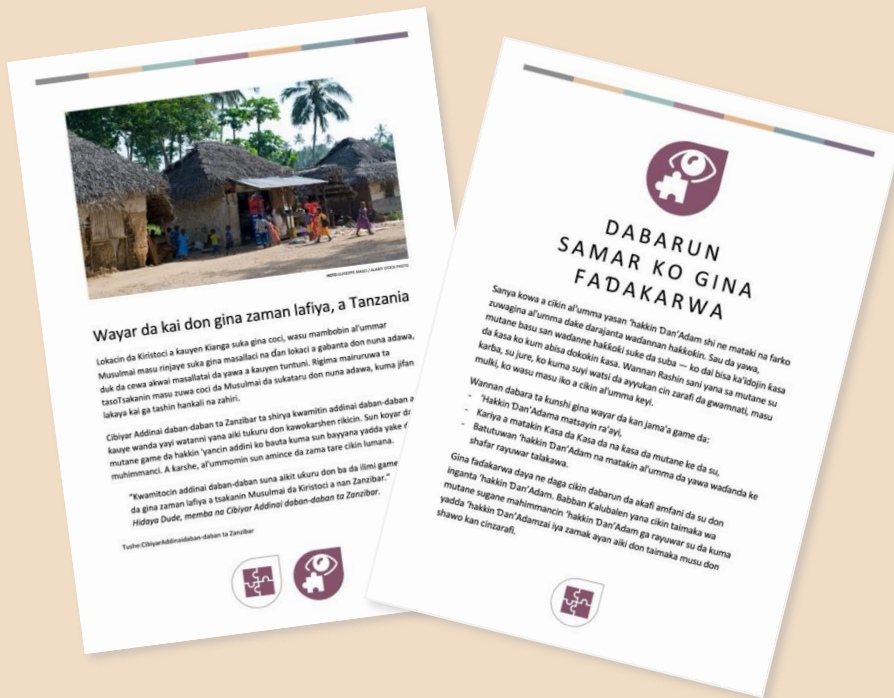 FOTO:GIUSEPPE MASCI / ALAMY STOCK PHOTO
Wayar da kai don gina zaman lafiya, a Tanzania
Lokacin da Kiristoci a kauyen Kianga suka gina coci, wasu mambobin al'ummar
Musulmai masu rinjaye suka gina masallaci na ɗan lokaci a gabanta don nuna adawa,
duk da cewa akwai masallatai da yawa a kauyen tuntuni. Rigima mairuruwa ta
tasoTsakanin masu zuwa coci da Musulmai da sukataru don nuna adawa, kuma jifan
lakaya kai ga tashin hankali na zahiri.
Cibiyar Addinai daban-daban ta Zanzibar ta shirya kwamitin addinai daban-daban a
kauye wanda yayi watanni yana aiki tukuru don kawokarshen rikicin. Sun koyar da
mutane game da hakkin 'yancin addini ko bauta kuma sun bayyana yadda yake d
muhimmanci. A karshe, al'ummomin sun amince da zama tare cikin lumana.
"Kwamitocin addinai daban-daban suna aikit ukuru don ba da ilimi game
da gina zaman lafiya a tsakanin Musulmai da Kiristoci a nan Zanzibar."
Hidaya Dude, memba na Cibiyar Addinai daban-daban ta Zanzibar.
Tushe:CibiyarAddinaidaban-daban ta Zanzibar
DABARUN
SAMAR KO GINA
FAƊAKARWA
Sanya kowa a cikin al'umma yasan 'hakkin Ɗan'Adam shi ne mataki na farko
zuwagina al'umma dake darajanta waɗannan hakkokin. Sau da yawa,
mutane basu san waɗanne hakkoki suke da suba — ko dai bisa ka'idojin kasa
da kasa ko kum abisa dokokin kasa. Wannan Rashin sani yana sa mutane su
karɓa, su jure, ko kuma suyi watsi da ayyukan cin zarafi da gwamnati, masu
mulki, ko wasu masu iko a cikin al'umma keyi.
Wannan dabara ta kunshi gina wayar da kan jama'a game da:
- 'Hakkin Ɗan'Adama matsayin ra'ayi,
- Kariya a matakin Kasa da Kasa da na kasa da mutane ke da su,
- Batutuwan 'hakkin Ɗan'Adam na matakin al'umma da yawa waɗanda ke
shafar rayuwar talakawa.
Gina faɗakarwa daya ne daga cikin dabarun da akafi amfani da su don
inganta 'hakkin Ɗan'Adam. Babban Kalubalen yana cikin taimaka wa
mutane sugane mahimmancin 'hakkin Ɗan'Adam ga rayuwar su da kuma
yadda 'hakkin Ɗan'Adamzai iya zamak ayan aiki don taimaka musu don
shawo kan cinzarafi.